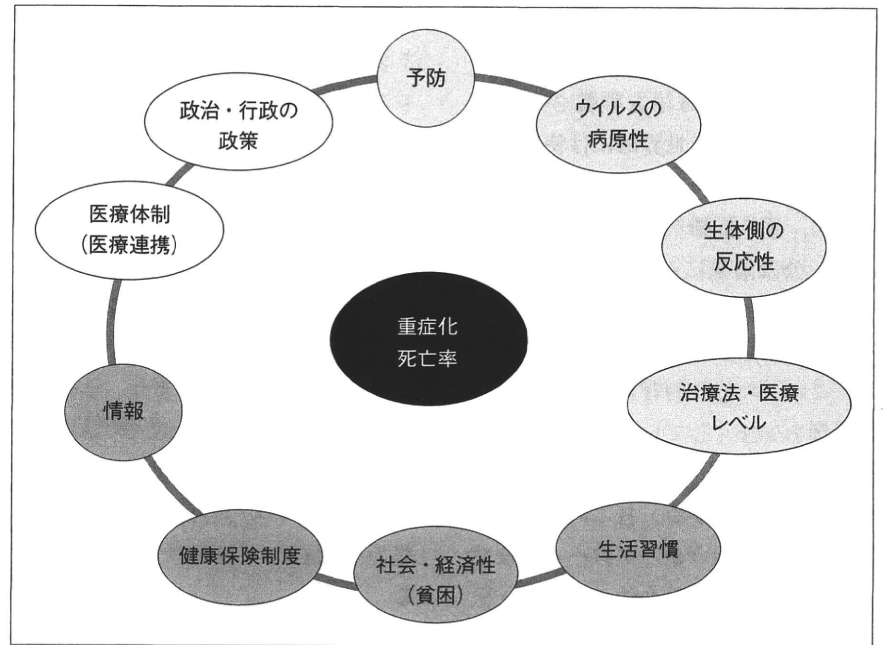 予防
ウイルスの
病原性
生体側の
反応性
治療法・医療
レベル
生活習慣
社会・経済性
(貧困)
健康保険制度
情報
医療体制
(医療連携)
政治・行政の
政策
重症化
死亡率